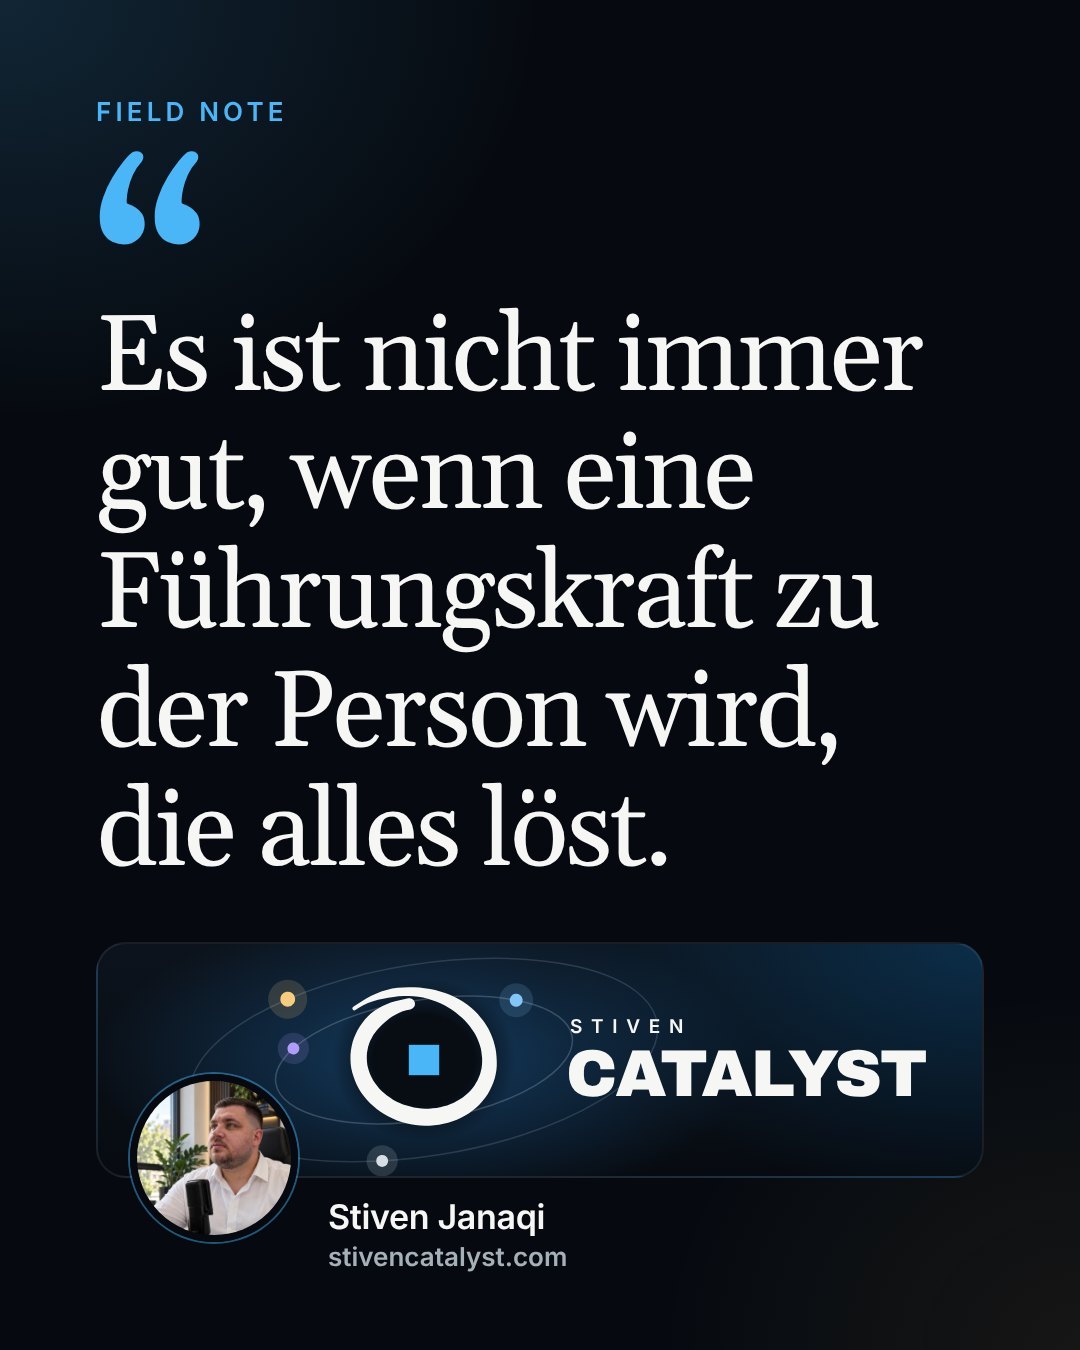 FIELD NOTE
“
Es ist nicht immer
gut, wenn eine
Führungskraft zu
der Person wird,
die alles löst.
STIVEN
CATALYST
Stiven Janaqi
stivencatalyst.com